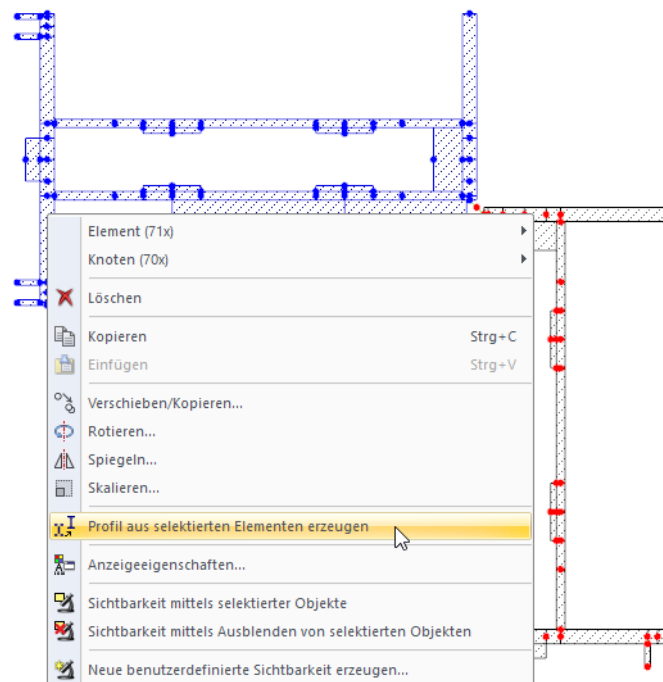 Element (71x)
Knoten (70x)
Löschen
Kopieren Strg+C
Einfügen Strg+V
Verschieben/Kopieren...
Rotieren...
Spiegeln...
Skalieren...
Profil aus selektierten Elementen erzeugen
Anzeigeeigenschaften...
Sichtbarkeit mittels selektierter Objekte
Sichtbarkeit mittels Ausblenden von selektierten Objekten
Neue benutzerdefinierte Sichtbarkeit erzeugen...